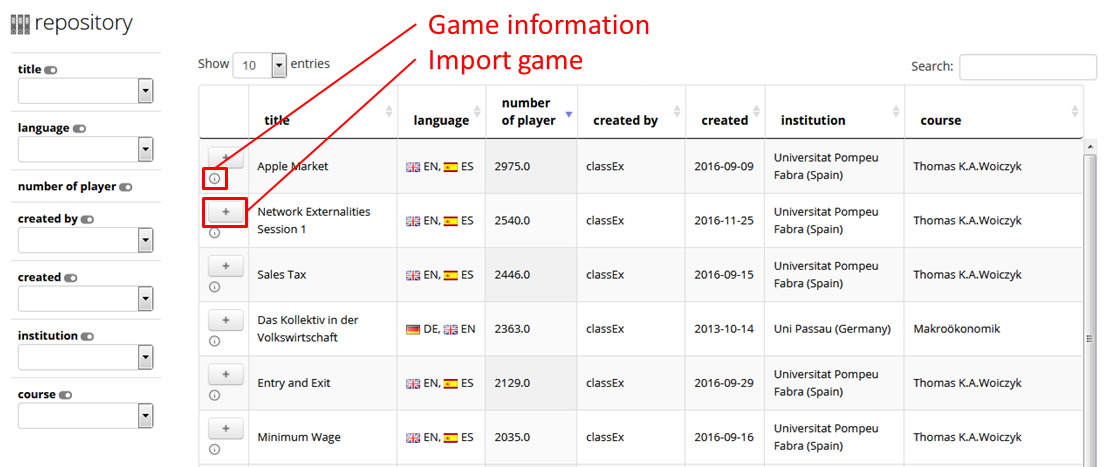 repository
Game information
Import game
title
language
number of player
created by
created
institution
course
Show 10 entries
Search:
title language number of player created by created institution course
+ Apple Market EN, ES 2975.0 classEx 2016-09-09 Universitat Pompeu Fabra (Spain) Thomas K.A.Woiczyk
+ Network Externalities Session 1 EN, ES 2540.0 classEx 2016-11-25 Universitat Pompeu Fabra (Spain) Thomas K.A.Woiczyk
+ Sales Tax EN, ES 2446.0 classEx 2016-09-15 Universitat Pompeu Fabra (Spain) Thomas K.A.Woiczyk
+ Das Kollektiv in der Volkswirtschaft DE, EN 2363.0 classEx 2013-10-14 Uni Passau (Germany) Makroökonomik
+ Entry and Exit EN, ES 2129.0 classEx 2016-09-29 Universitat Pompeu Fabra (Spain) Thomas K.A.Woiczyk
+ Minimum Wage EN, ES 2035.0 classEx 2016-09-16 Universitat Pompeu Fabra (Spain) Thomas K.A.Woiczyk